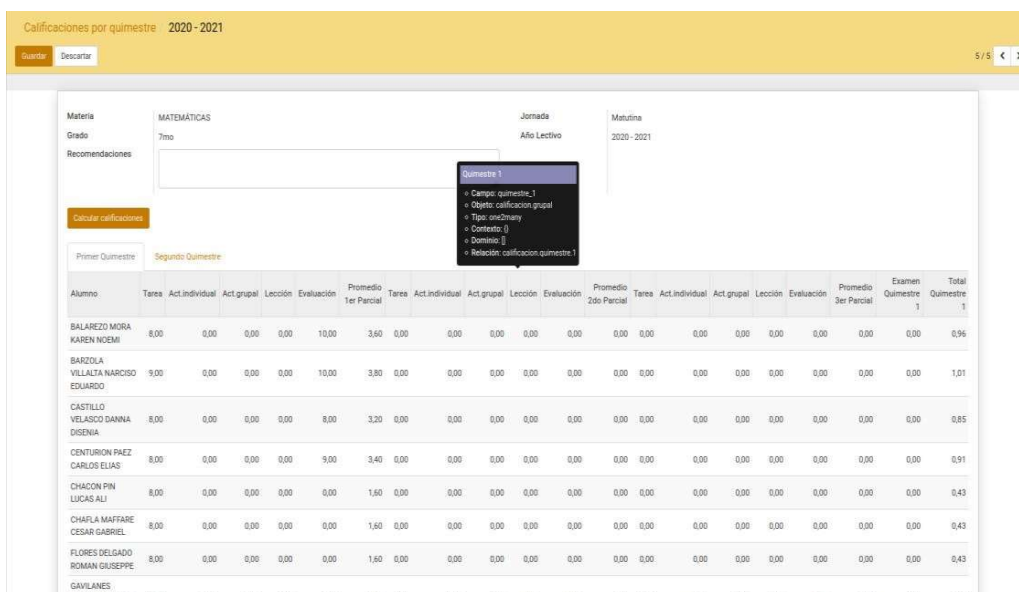 Calificaciones por quimestre 2020 - 2021
Guardar Descartar 5 / 5
Materia MATEMÁTICAS Jornada Matutina
Grado 7mo Año Lectivo 2020 - 2021
Recomendaciones
Quimestre 1
Campo: quimestre_1
Objeto: calificacion.grupal
Tipo: one2many
Contexto: {}
Dominio: []
Relación: calificacion.quimestre.1
Calcular calificaciones
Primer Quimestre Segundo Quimestre
Alumno Tarea Act.individual Act.grupal Lección Evaluación Promedio 1er Parcial Tarea Act.individual Act.grupal Lección Evaluación Promedio 2do Parcial Tarea Act.individual Act.grupal Lección Evaluación Promedio 3er Parcial Examen Quimestre 1 Total Quimestre 1
BALAREZO MORA
KAREN NOEMI 8,00 0,00 0,00 0,00 10,00 3,60 0,00 0,00 0,00 0,00 0,00 0,00 0,00 0,00 0,00 0,00 0,00 0,00 0,00 0,96
BARZOLA
VILLALTA NARCISO 9,00 0,00 0,00 0,00 10,00 3,80 0,00 0,00 0,00 0,00 0,00 0,00 0,00 0,00 0,00 0,00 0,00 0,00 0,00 1,01
EDUARDO
CASTILLO
VELASCO DANNA 8,00 0,00 0,00 0,00 8,00 3,20 0,00 0,00 0,00 0,00 0,00 0,00 0,00 0,00 0,00 0,00 0,00 0,00 0,00 0,85
DISENIA
CENTURION PAEZ
CARLOS ELIAS 8,00 0,00 0,00 0,00 9,00 3,40 0,00 0,00 0,00 0,00 0,00 0,00 0,00 0,00 0,00 0,00 0,00 0,00 0,00 0,91
CHACON PIN
LUCAS ALI 8,00 0,00 0,00 0,00 0,00 1,60 0,00 0,00 0,00 0,00 0,00 0,00 0,00 0,00 0,00 0,00 0,00 0,00 0,00 0,43
CHAFLA MAFFARE
CESAR GABRIEL 8,00 0,00 0,00 0,00 0,00 1,60 0,00 0,00 0,00 0,00 0,00 0,00 0,00 0,00 0,00 0,00 0,00 0,00 0,00 0,43
FLORES DELGADO
ROMAN GIUSEPPE 8,00 0,00 0,00 0,00 0,00 1,60 0,00 0,00 0,00 0,00 0,00 0,00 0,00 0,00 0,00 0,00 0,00 0,00 0,00 0,43
GAVILANES